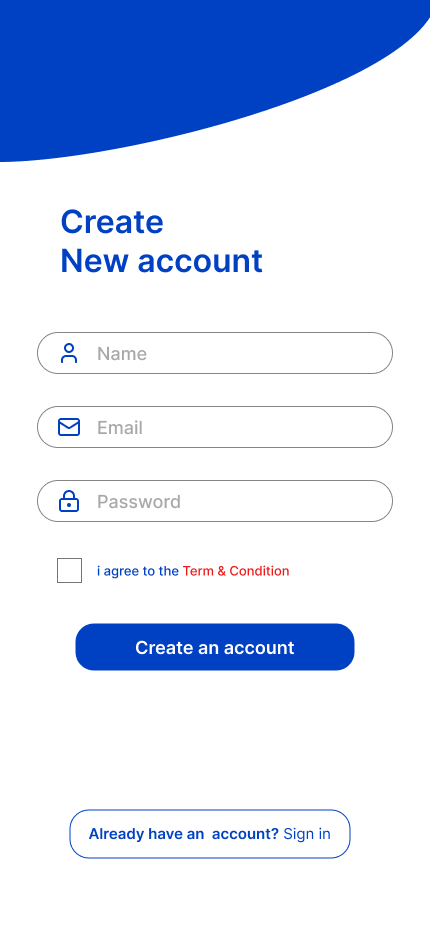 Create
New account
Name
Email
Password
i agree to the Term & Condition
Create an account
Already have an  account? Sign in